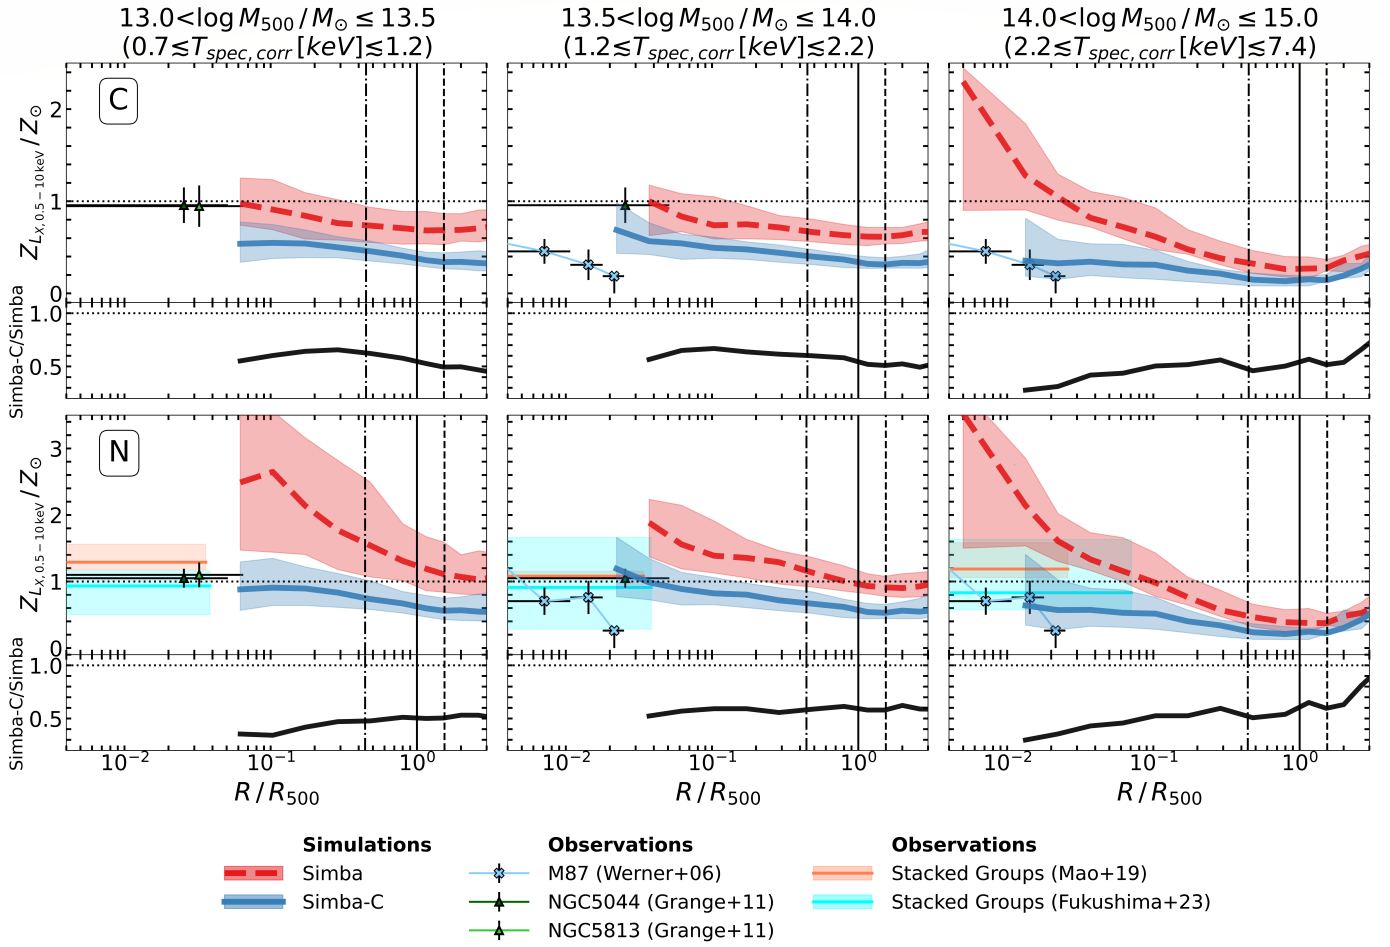 13.0<log M500 / M⊙ ≤ 13.5
(0.7≲Tspec,corr [keV]≲1.2)
13.5<log M500 / M⊙ ≤ 14.0
(1.2≲Tspec,corr [keV]≲2.2)
14.0<log M500 / M⊙ ≤ 15.0
(2.2≲Tspec,corr [keV]≲7.4)
C
ZLX,0.5−10 keV / Z⊙
2
1
0
Simba-C/Simba
1.0
0.5
N
ZLX,0.5−10 keV / Z⊙
3
2
1
0
Simba-C/Simba
1.0
0.5
10−2 10−1 100
10−2 10−1 100
10−2 10−1 100
R / R500
R / R500
R / R500
Simulations
Simba
Simba-C
Observations
M87 (Werner+06)
NGC5044 (Grange+11)
NGC5813 (Grange+11)
Observations
Stacked Groups (Mao+19)
Stacked Groups (Fukushima+23)